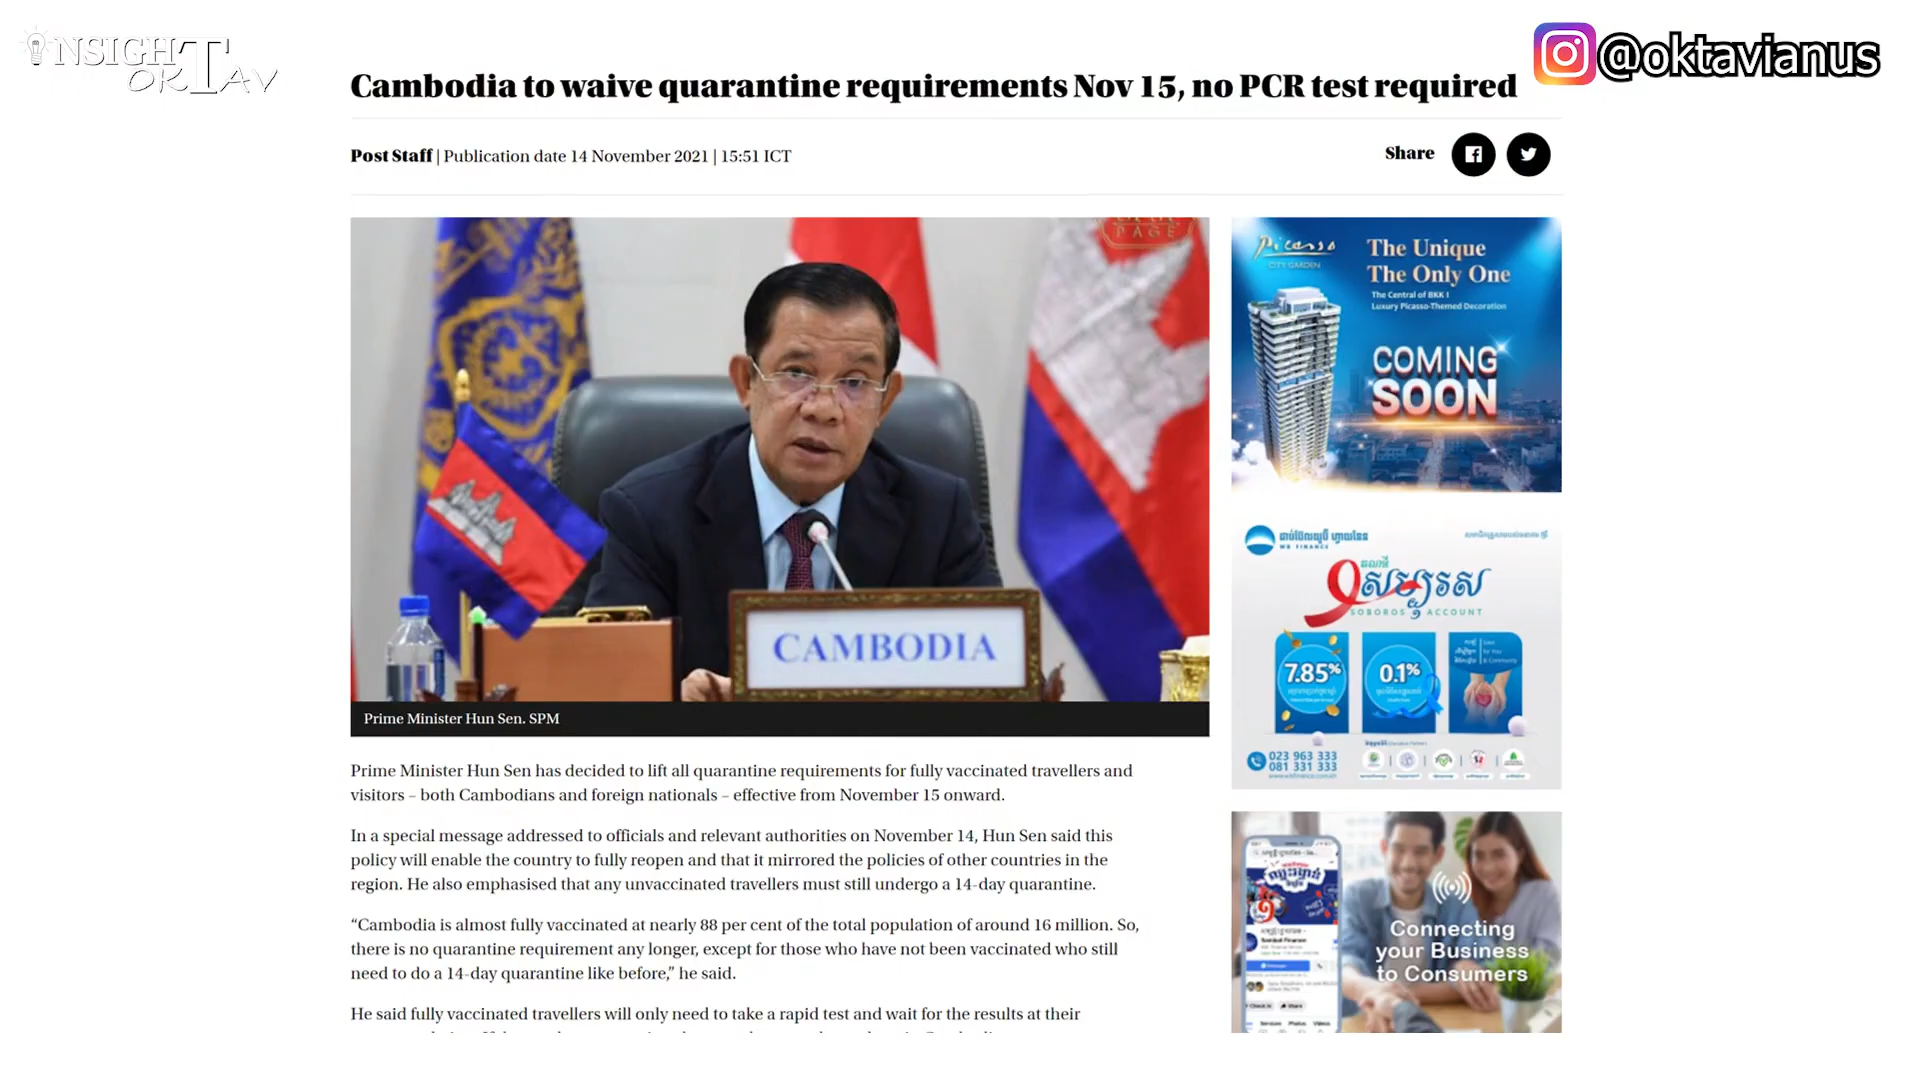 INSIGHT
OKTAV
@oktavianus
Cambodia to waive quarantine requirements Nov 15, no PCR test required
Post Staff | Publication date 14 November 2021 | 15:51 ICT
Share
PAGE
CAMBODIA
Prime Minister Hun Sen. SPM
Prime Minister Hun Sen has decided to lift all quarantine requirements for fully vaccinated travellers and
visitors – both Cambodians and foreign nationals – effective from November 15 onward.
In a special message addressed to officials and relevant authorities on November 14, Hun Sen said this
policy will enable the country to fully reopen and that it mirrored the policies of other countries in the
region. He also emphasised that any unvaccinated travellers must still undergo a 14-day quarantine.
“Cambodia is almost fully vaccinated at nearly 88 per cent of the total population of around 16 million. So,
there is no quarantine requirement any longer, except for those who have not been vaccinated who still
need to do a 14-day quarantine like before,” he said.
He said fully vaccinated travellers will only need to take a rapid test and wait for the results at their
Picasso
CITY GARDEN
The Unique
The Only One
The Central of BKK 1
Luxury Picasso-Themed Decoration
COMING
SOON
WB FINANCE
SOBOROS ACCOUNT
7.85%
0.1%
023 963 333
081 331 333
Connecting
your Business
to Consumers